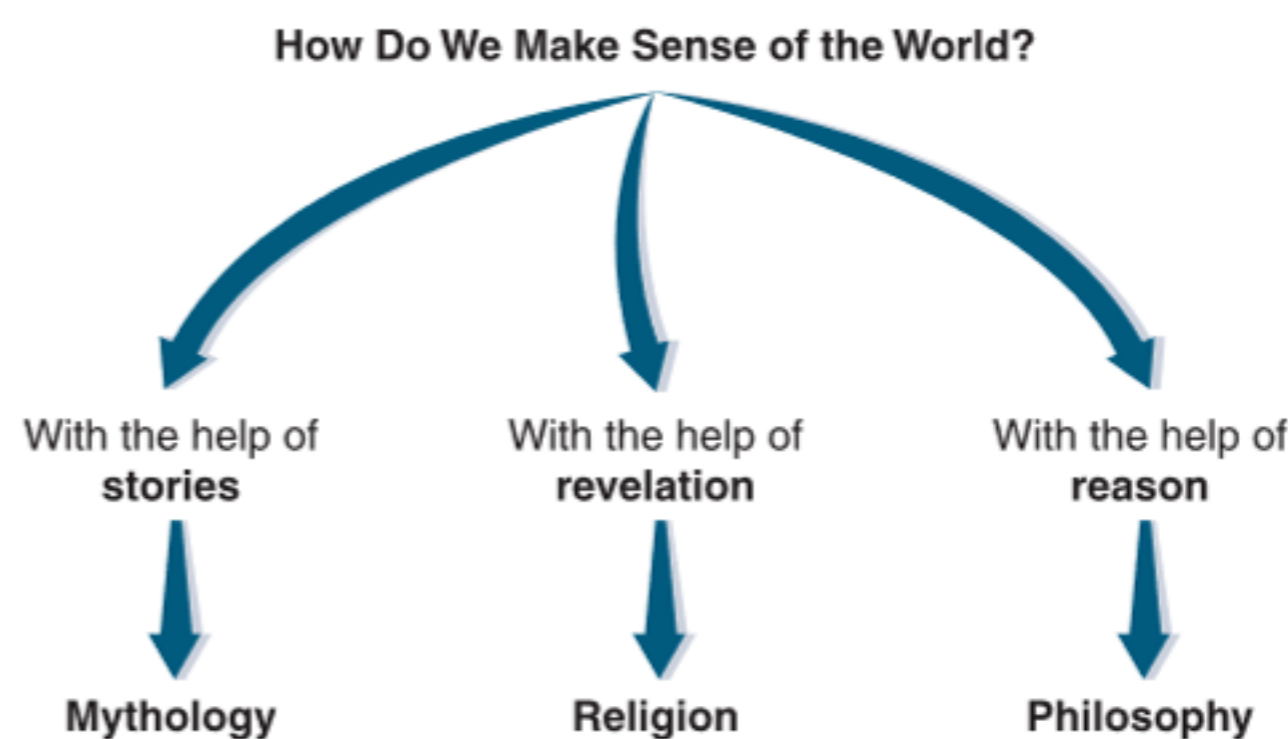 How Do We Make Sense of the World?
With the help of
stories
With the help of
revelation
With the help of
reason
Mythology
Religion
Philosophy